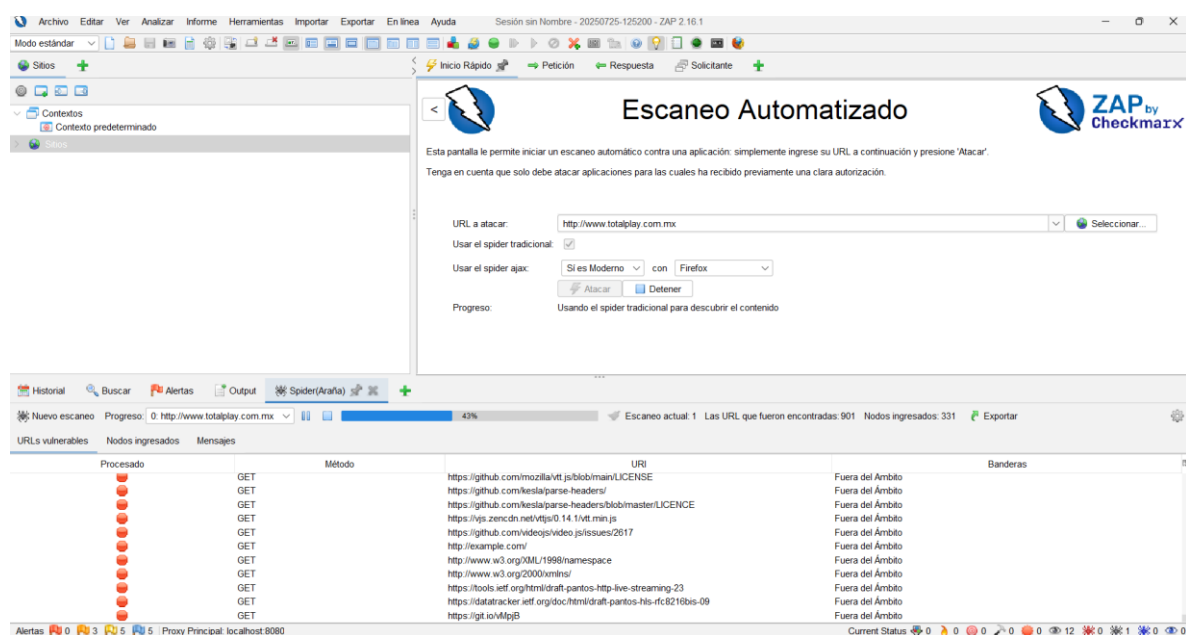 Archivo Editar Ver Analizar Informe Herramientas Importar Exportar En línea Ayuda Sesión sin Nombre - 20250725-125200 - ZAP 2.16.1
Modo estándar
Sitios
Inicio Rápido Petición Respuesta Solicitante
Contextos
Contexto predeterminado
Sitios
<
Escaneo Automatizado
ZAP by
Checkmarx
Esta pantalla le permite iniciar un escaneo automático contra una aplicación: simplemente ingrese su URL a continuación y presione 'Atacar'.
Tenga en cuenta que solo debe atacar aplicaciones para las cuales ha recibido previamente una clara autorización.
URL a atacar: http://www.totalplay.com.mx Seleccionar...
Usar el spider tradicional:
Usar el spider ajax: Sí es Moderno con Firefox
Atacar Detener
Progreso: Usando el spider tradicional para descubrir el contenido
Historial Buscar Alertas Output Spider(Araña)
Nuevo escaneo Progreso: 0: http://www.totalplay.com.mx 43% Escaneo actual: 1 Las URL que fueron encontradas: 901 Nodos ingresados: 331 Exportar
URLs vulnerables Nodos ingresados Mensajes
Procesado Método URI Banderas
GET https://github.com/mozilla/vtt.js/blob/main/LICENSE Fuera del Ámbito
GET https://github.com/kesla/parse-headers/ Fuera del Ámbito
GET https://github.com/kesla/parse-headers/blob/master/LICENCE Fuera del Ámbito
GET https://vjs.zencdn.net/vttjs/0.14.1/vtt.min.js Fuera del Ámbito
GET https://github.com/videojs/video.js/issues/2617 Fuera del Ámbito
GET http://example.com/ Fuera del Ámbito
GET http://www.w3.org/XML/1998/namespace Fuera del Ámbito
GET http://www.w3.org/2000/xmlns/ Fuera del Ámbito
GET https://tools.ietf.org/html/draft-pantos-http-live-streaming-23 Fuera del Ámbito
GET https://datatracker.ietf.org/doc/html/draft-pantos-hls-rfc8216bis-09 Fuera del Ámbito
GET https://git.io/vMpjB Fuera del Ámbito
Alertas 0 3 5 5 Proxy Principal: localhost:8080 Current Status 0 0 0 0 0 12 0 1 0 0